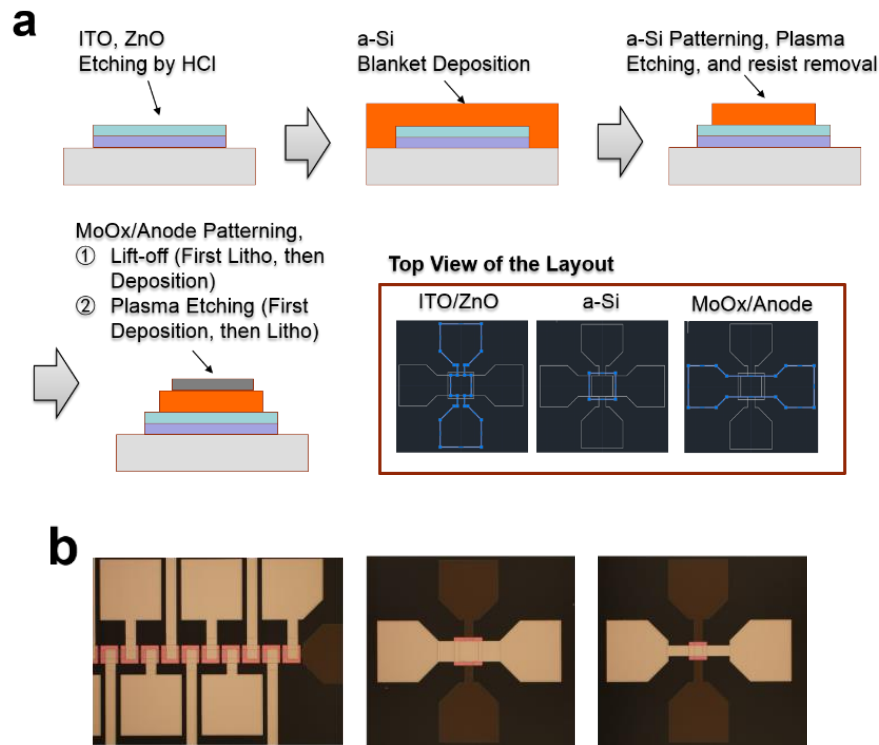 a
ITO, ZnO
Etching by HCl
a-Si
Blanket Deposition
a-Si Patterning, Plasma
Etching, and resist removal
MoOx/Anode Patterning,
① Lift-off (First Litho, then
Deposition)
② Plasma Etching (First
Deposition, then Litho)
Top View of the Layout
ITO/ZnO
a-Si
MoOx/Anode
b